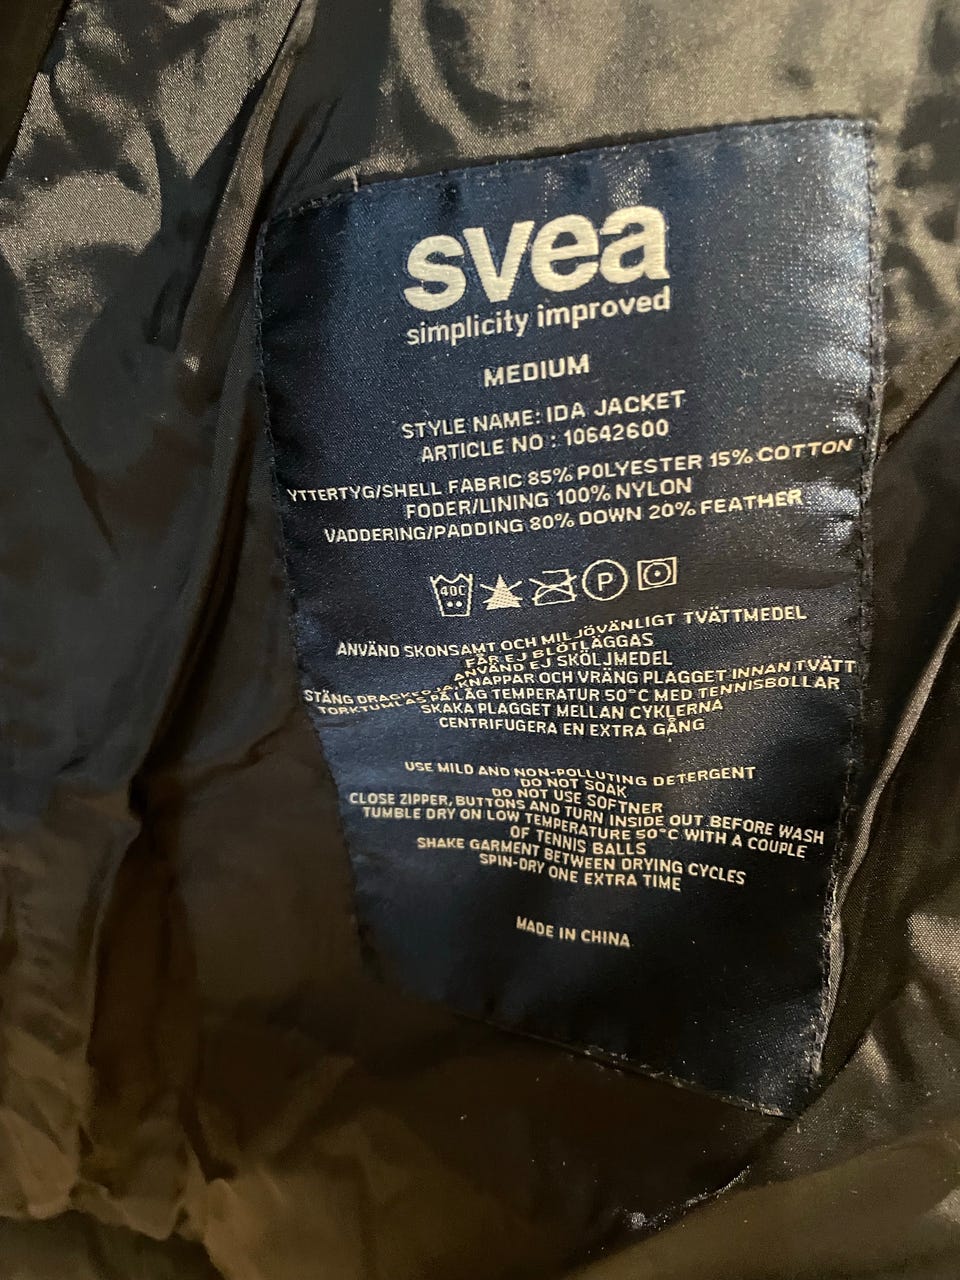 svea
simplicity improved
MEDIUM
STYLE NAME: IDA JACKET
ARTICLE NO : 10642600
YTTERTYG/SHELL FABRIC 85% POLYESTER 15% COTTON
FODER/LINING 100% NYLON
VADDERING/PADDING 80% DOWN 20% FEATHER
40C P
ANVÄND SKONSAMT OCH MILJÖVÄNLIGT TVÄTTMEDEL
FÅR EJ BLÖTLÄGGAS
ANVÄND EJ SKÖLJMEDEL
STÄNG KNAPPAR OCH VRÄNG PLAGGET INNAN TVÄTT
TORKTUMLAS PÅ LÅG TEMPERATUR 50°C MED TENNISBOLLAR
SKAKA PLAGGET MELLAN CYKLERNA
CENTRIFUGERA EN EXTRA GÅNG
USE MILD AND NON-POLLUTING DETERGENT
DO NOT SOAK
DO NOT USE SOFTNER
CLOSE ZIPPER, BUTTONS AND TURN INSIDE OUT BEFORE WASH
TUMBLE DRY ON LOW TEMPERATURE 50°C WITH A COUPLE
OF TENNIS BALLS
SHAKE GARMENT BETWEEN DRYING CYCLES
SPIN-DRY ONE EXTRA TIME
MADE IN CHINA